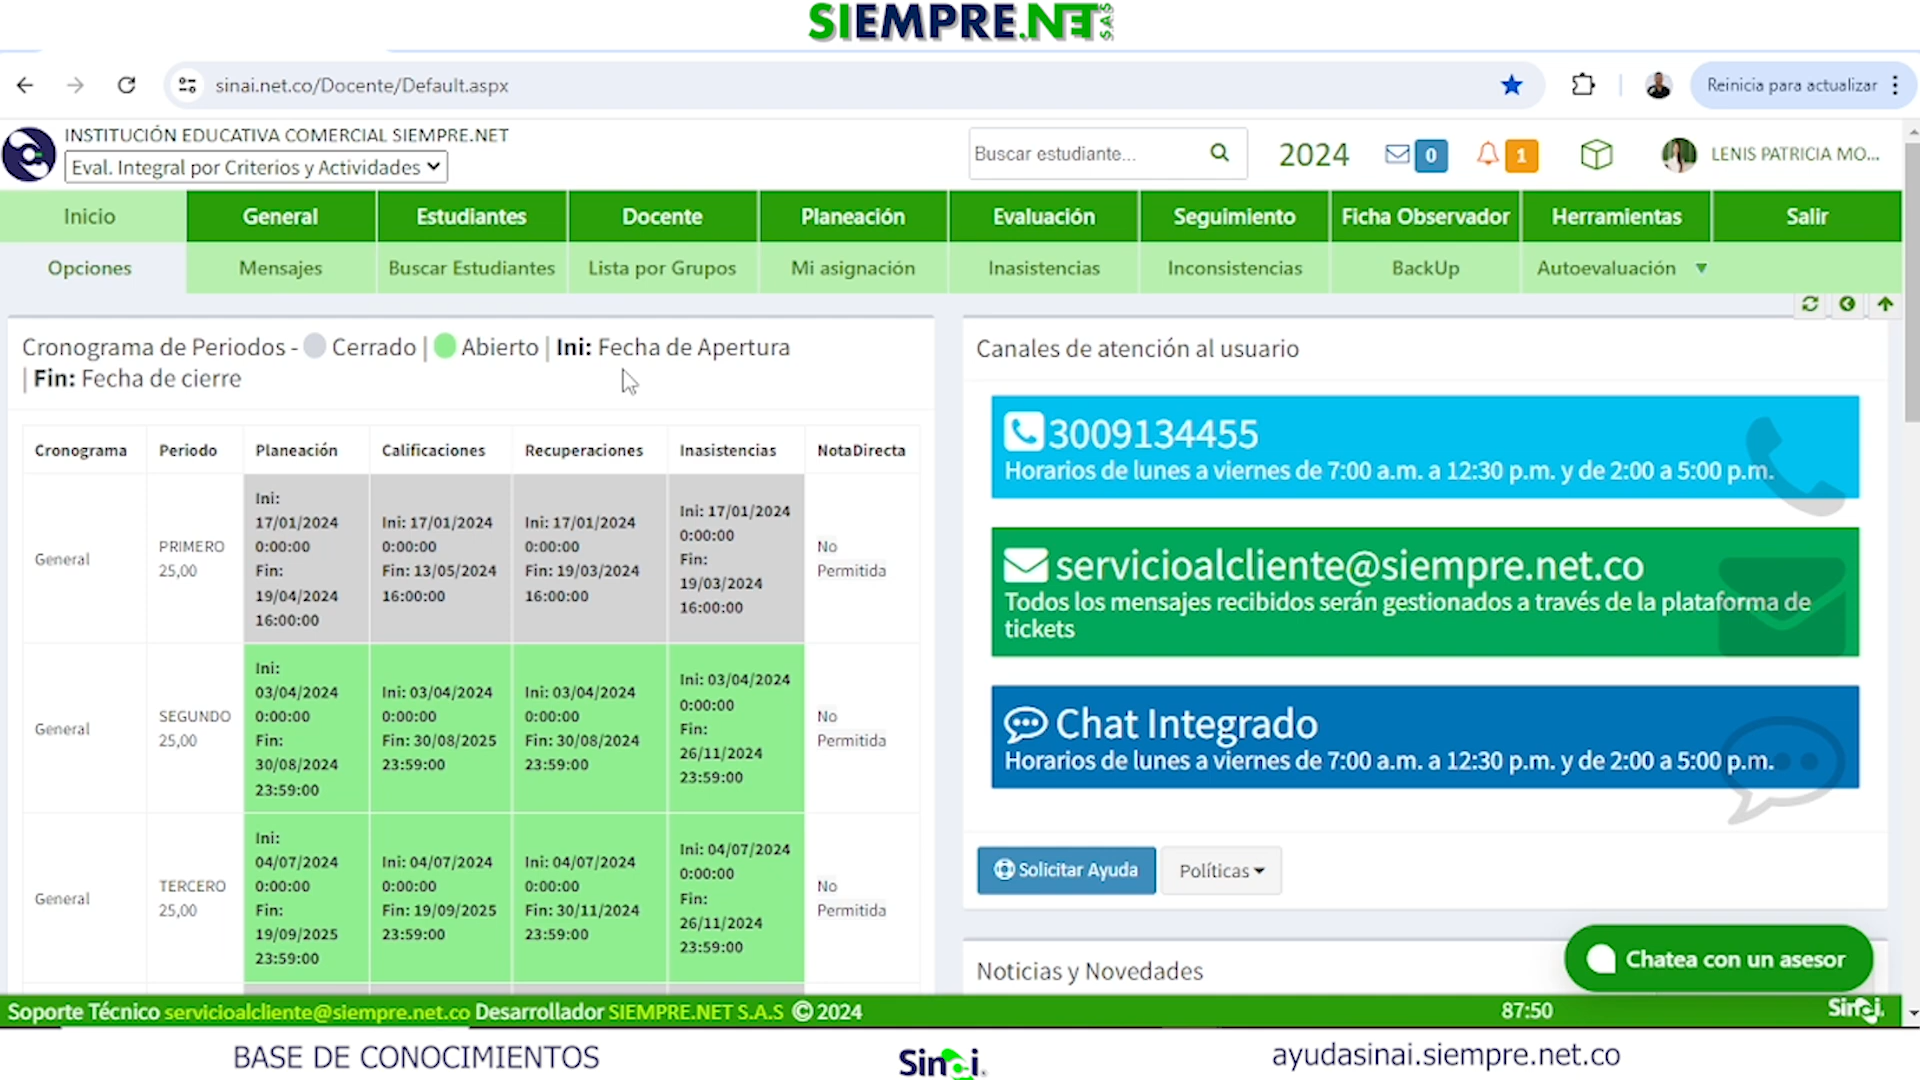 SIEMPRE.NET S.A.S
sinai.net.co/Docente/Default.aspx
Reinicia para actualizar
INSTITUCIÓN EDUCATIVA COMERCIAL SIEMPRE.NET
Eval. Integral por Criterios y Actividades
Buscar estudiante...
2024
0
1
LENIS PATRICIA MO...
Inicio General Estudiantes Docente Planeación Evaluación Seguimiento Ficha Observador Herramientas Salir
Opciones Mensajes Buscar Estudiantes Lista por Grupos Mi asignación Inasistencias Inconsistencias BackUp Autoevaluación
Cronograma de Periodos - Cerrado | Abierto | Ini: Fecha de Apertura
| Fin: Fecha de cierre
Cronograma Periodo Planeación Calificaciones Recuperaciones Inasistencias NotaDirecta
General
PRIMERO
25,00
Ini:
17/01/2024
0:00:00
Fin:
19/04/2024
16:00:00
Ini: 17/01/2024
0:00:00
Fin: 13/05/2024
16:00:00
Ini: 17/01/2024
0:00:00
Fin: 19/03/2024
16:00:00
Ini: 17/01/2024
0:00:00
Fin:
19/03/2024
16:00:00
No
Permitida
General
SEGUNDO
25,00
Ini:
03/04/2024
0:00:00
Fin:
30/08/2024
23:59:00
Ini: 03/04/2024
0:00:00
Fin: 30/08/2025
23:59:00
Ini: 03/04/2024
0:00:00
Fin: 30/08/2024
23:59:00
Ini: 03/04/2024
0:00:00
Fin:
26/11/2024
23:59:00
No
Permitida
General
TERCERO
25,00
Ini:
04/07/2024
0:00:00
Fin:
19/09/2025
23:59:00
Ini: 04/07/2024
0:00:00
Fin: 19/09/2025
23:59:00
Ini: 04/07/2024
0:00:00
Fin: 30/11/2024
23:59:00
Ini: 04/07/2024
0:00:00
Fin:
26/11/2024
23:59:00
No
Permitida
Canales de atención al usuario
3009134455
Horarios de lunes a viernes de 7:00 a.m. a 12:30 p.m. y de 2:00 a 5:00 p.m.
servicioalcliente@siempre.net.co
Todos los mensajes recibidos serán gestionados a través de la plataforma de
tickets
Chat Integrado
Horarios de lunes a viernes de 7:00 a.m. a 12:30 p.m. y de 2:00 a 5:00 p.m.
Solicitar Ayuda
Políticas
Noticias y Novedades
Chatea con un asesor
Soporte Técnico servicioalcliente@siempre.net.co Desarrollador SIEMPRE.NET S.A.S © 2024
87:50
Sinai.
BASE DE CONOCIMIENTOS
Sinai.
ayudasinai.siempre.net.co